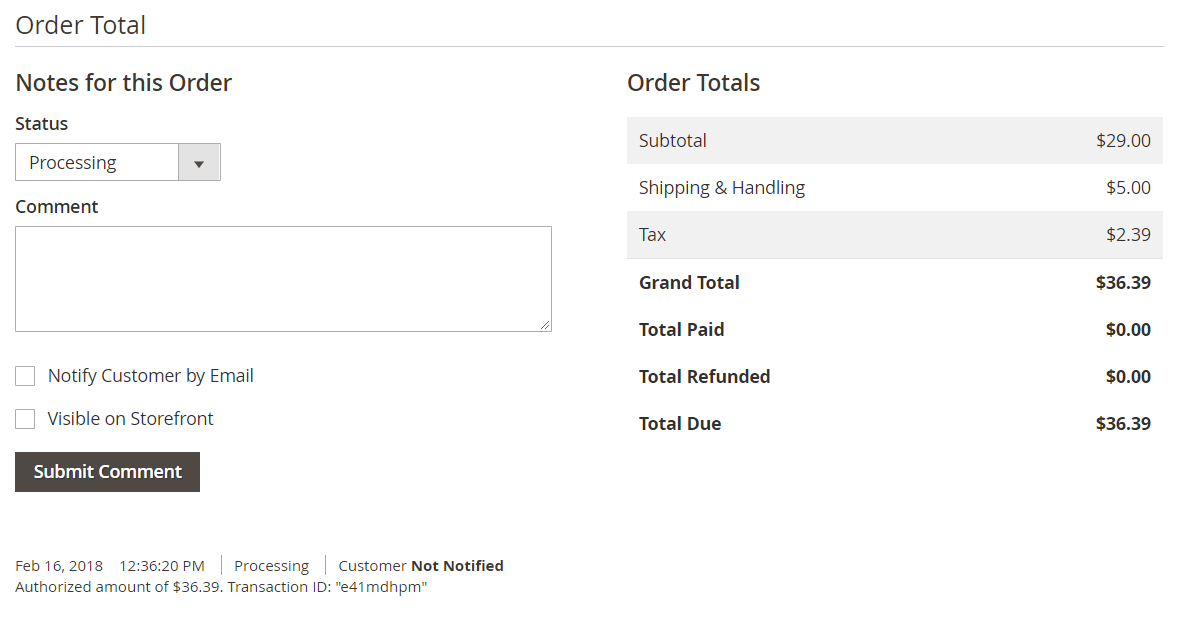 Order Total
Notes for this Order
Status
Processing
Comment
Notify Customer by Email
Visible on Storefront
Submit Comment
Feb 16, 2018 12:36:20 PM Processing Customer Not Notified
Authorized amount of $36.39. Transaction ID: "e41mdhpm"
Order Totals
Subtotal $29.00
Shipping & Handling $5.00
Tax $2.39
Grand Total $36.39
Total Paid $0.00
Total Refunded $0.00
Total Due $36.39